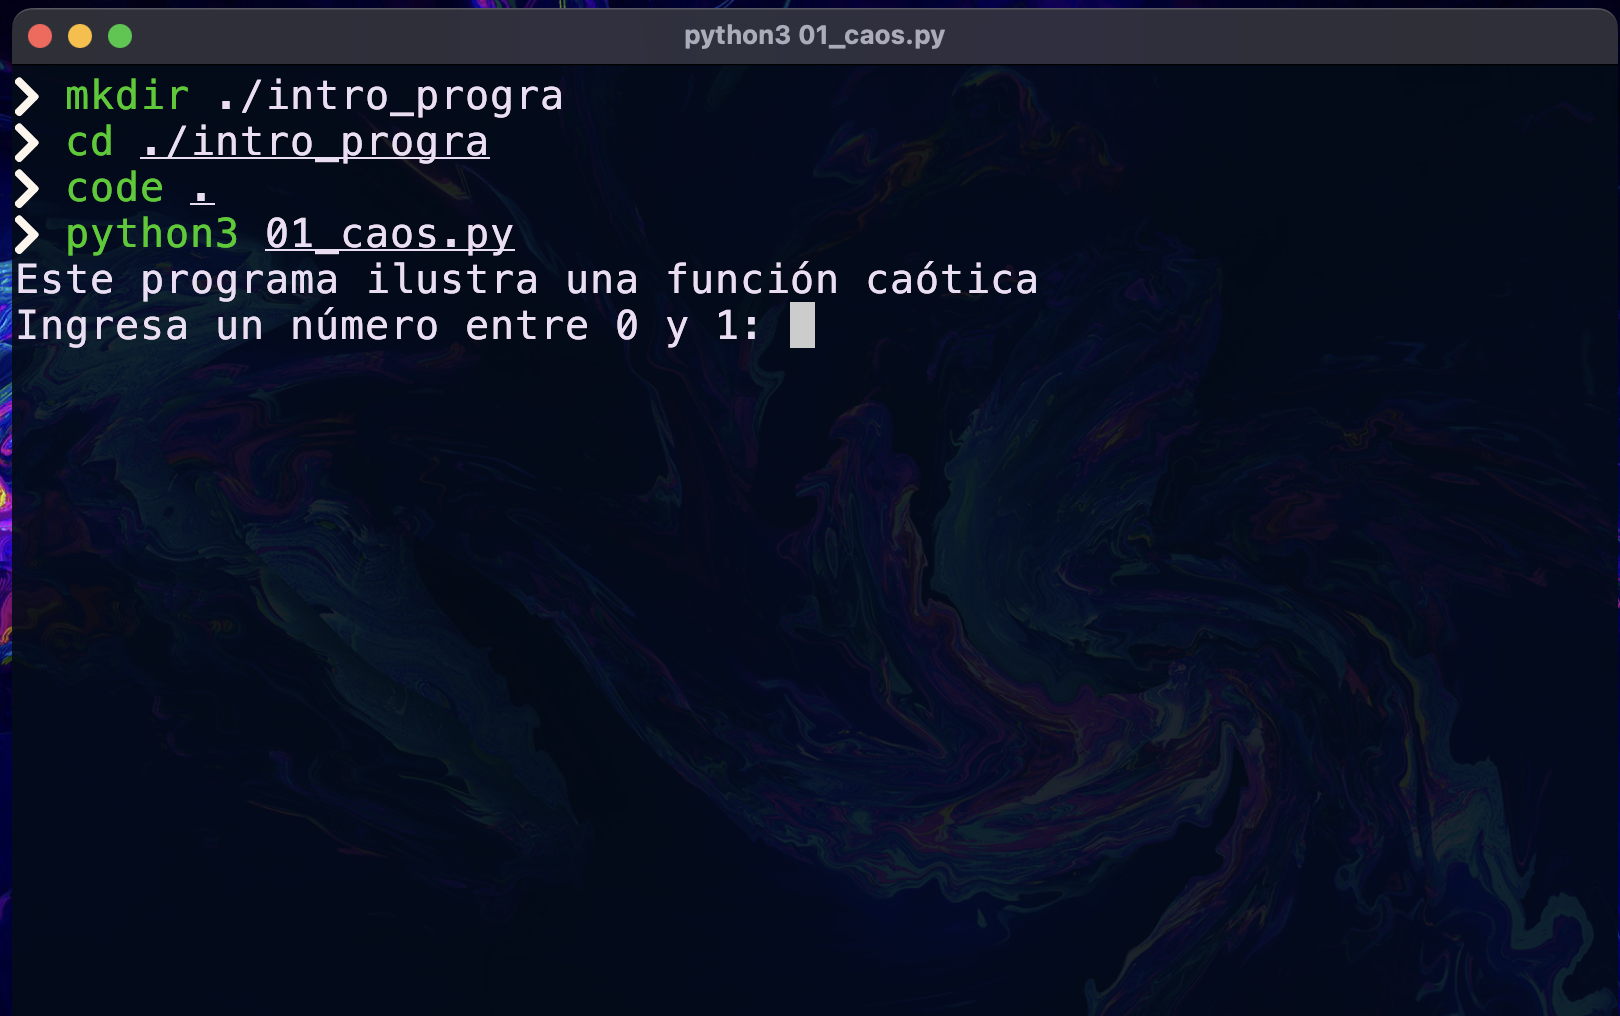 python3 01_caos.py
❯ mkdir ./intro_progra
❯ cd ./intro_progra
❯ code .
❯ python3 01_caos.py
Este programa ilustra una función caótica
Ingresa un número entre 0 y 1: